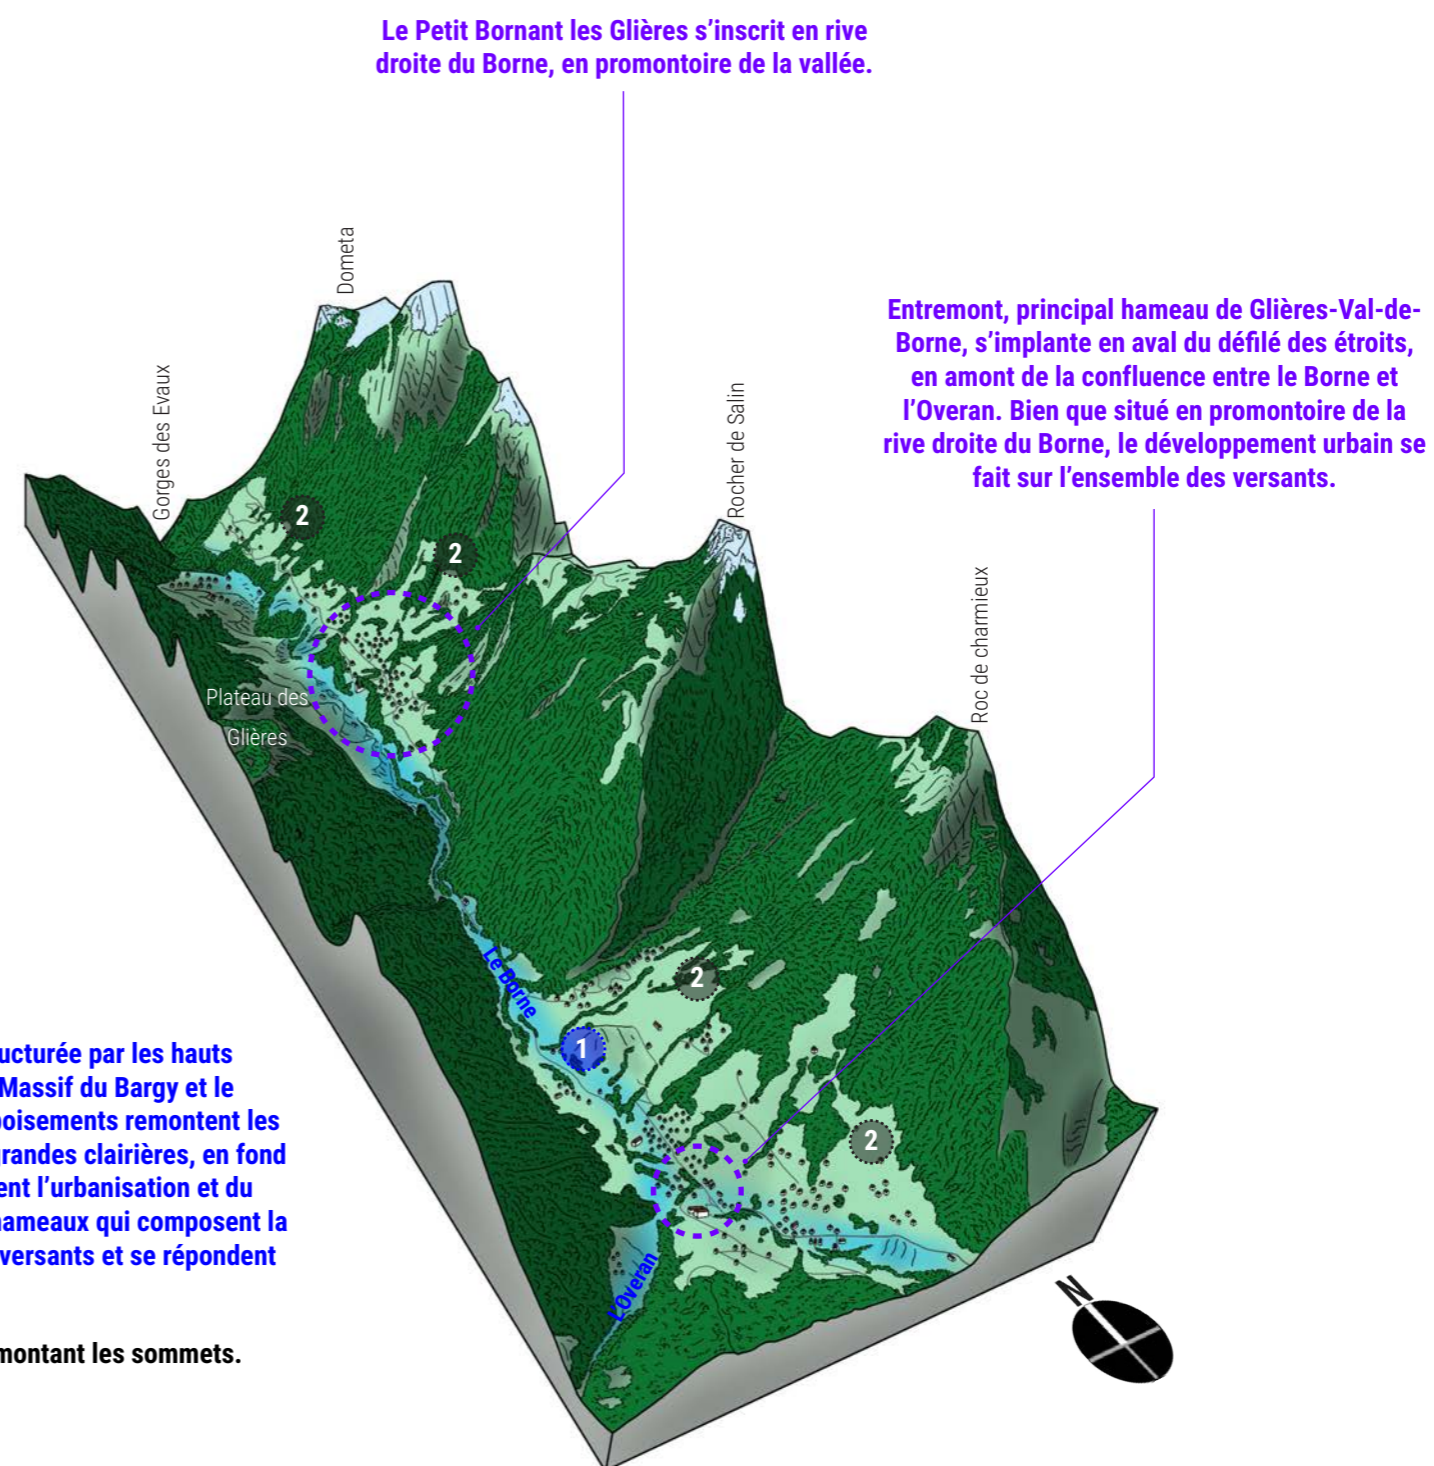 Le Petit Bornant les Glières s’inscrit en rive
droite du Borne, en promontoire de la vallée.
Dometa
Entremont, principal hameau de Glières-Val-de-
Borne, s’implante en aval du défilé des étroits,
en amont de la confluence entre le Borne et
l’Overan. Bien que situé en promontoire de la
rive droite du Borne, le développement urbain se
fait sur l’ensemble des versants.
Gorges des Evaux
Rocher de Salin
2
2
Roc de charmieux
Plateau des
Glières
Le Borne
2
1
2
L’Overan
ucturée par les hauts
Massif du Bargy et le
boisements remontent les
grandes clairières, en fond
ent l’urbanisation et du
hameaux qui composent la
versants et se répondent
montant les sommets.
N